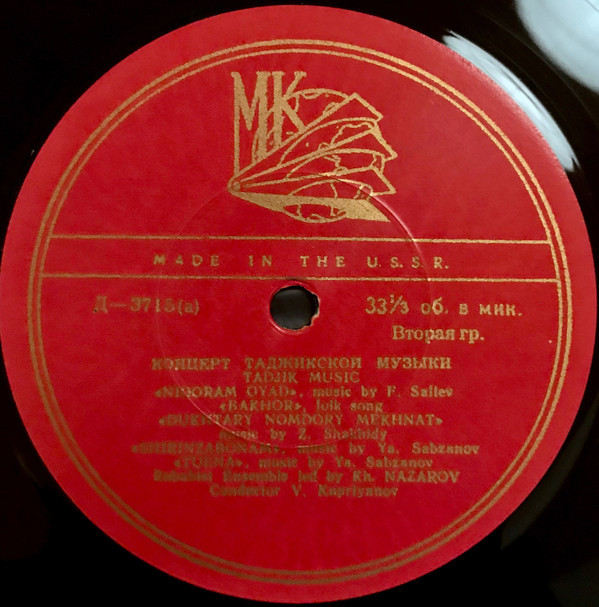 МК
MADE IN THE U.S.S.R.
Д—3715(а)
33⅓ об. в мин.
Вторая гр.
КОНЦЕРТ ТАДЖИКСКОЙ МУЗЫКИ
TADJIK MUSIC
«NIGORAM OYAD», music by F. Saliev
«BAKHOR», folk song
«DUKHTARY NOMDORY MEKHNAT»
music by Z. Shakhidy
«SHIRINZABONAM», music by Ya. Sabzanov
music by Ya. Sabzanov
Ensemble led by Kh. NAZAROV
Conductor V. Kupriyanov